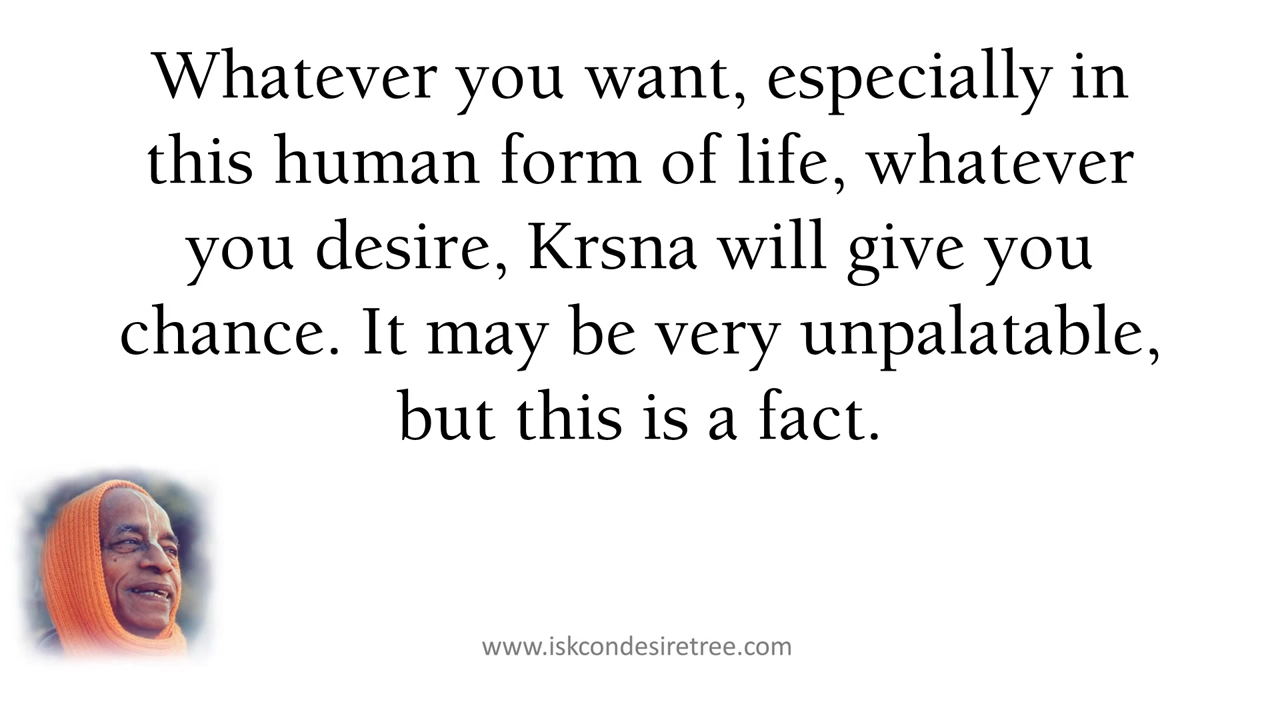 Whatever you want, especially in
this human form of life, whatever
you desire, Krsna will give you
chance. It may be very unpalatable,
but this is a fact.
www.iskcondesiretree.com